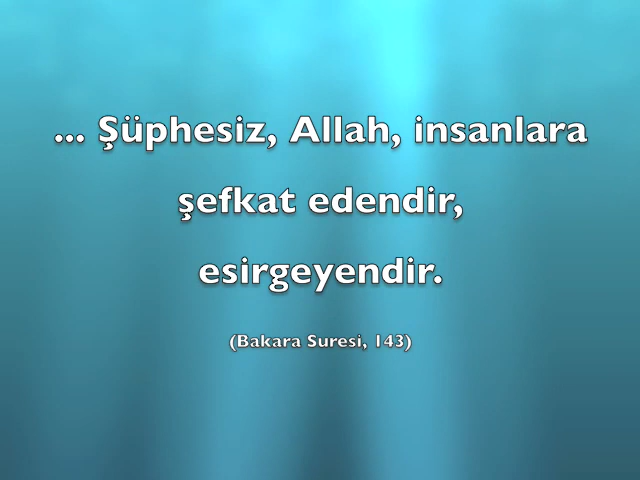 ... Şüphesiz, Allah, insanlara
şefkat edendir,
esirgeyendir.
(Bakara Suresi, 143)